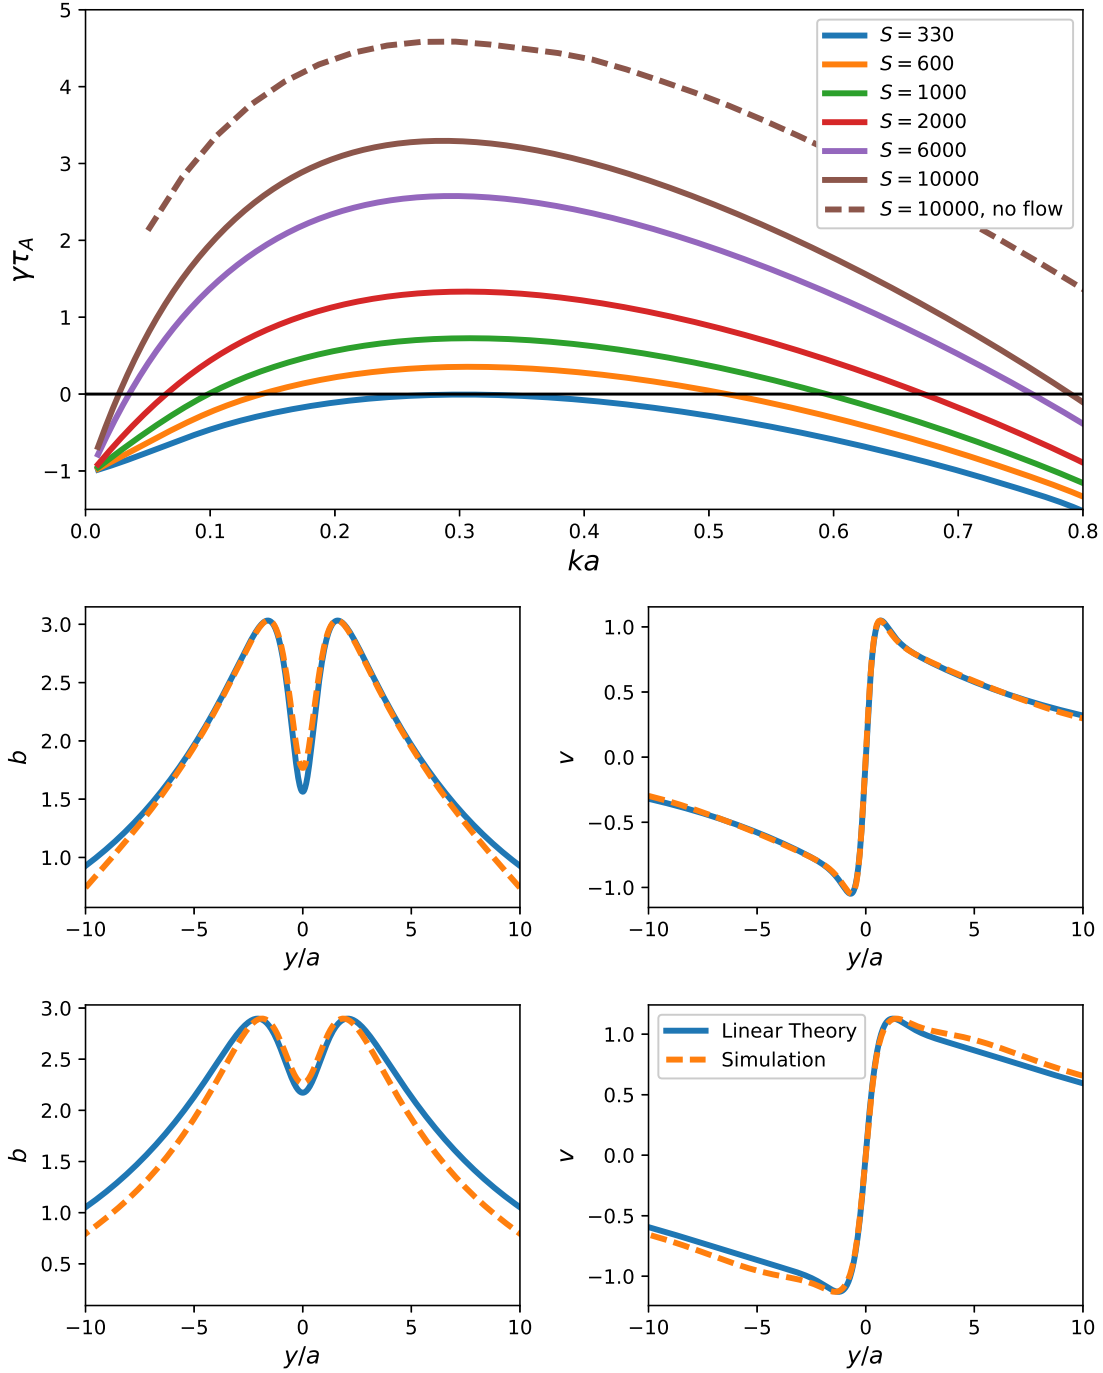 5
4
3
2
1
0
−1
γτ_A
S = 330
S = 600
S = 1000
S = 2000
S = 6000
S = 10000
S = 10000, no flow
0.0 0.1 0.2 0.3 0.4 0.5 0.6 0.7 0.8
ka
3.0
2.5
2.0
1.5
1.0
b
−10 −5 0 5 10
y/a
1.0
0.5
0.0
−0.5
−1.0
v
−10 −5 0 5 10
y/a
3.0
2.5
2.0
1.5
1.0
0.5
b
−10 −5 0 5 10
y/a
1.0
0.5
0.0
−0.5
−1.0
v
Linear Theory
Simulation
−10 −5 0 5 10
y/a